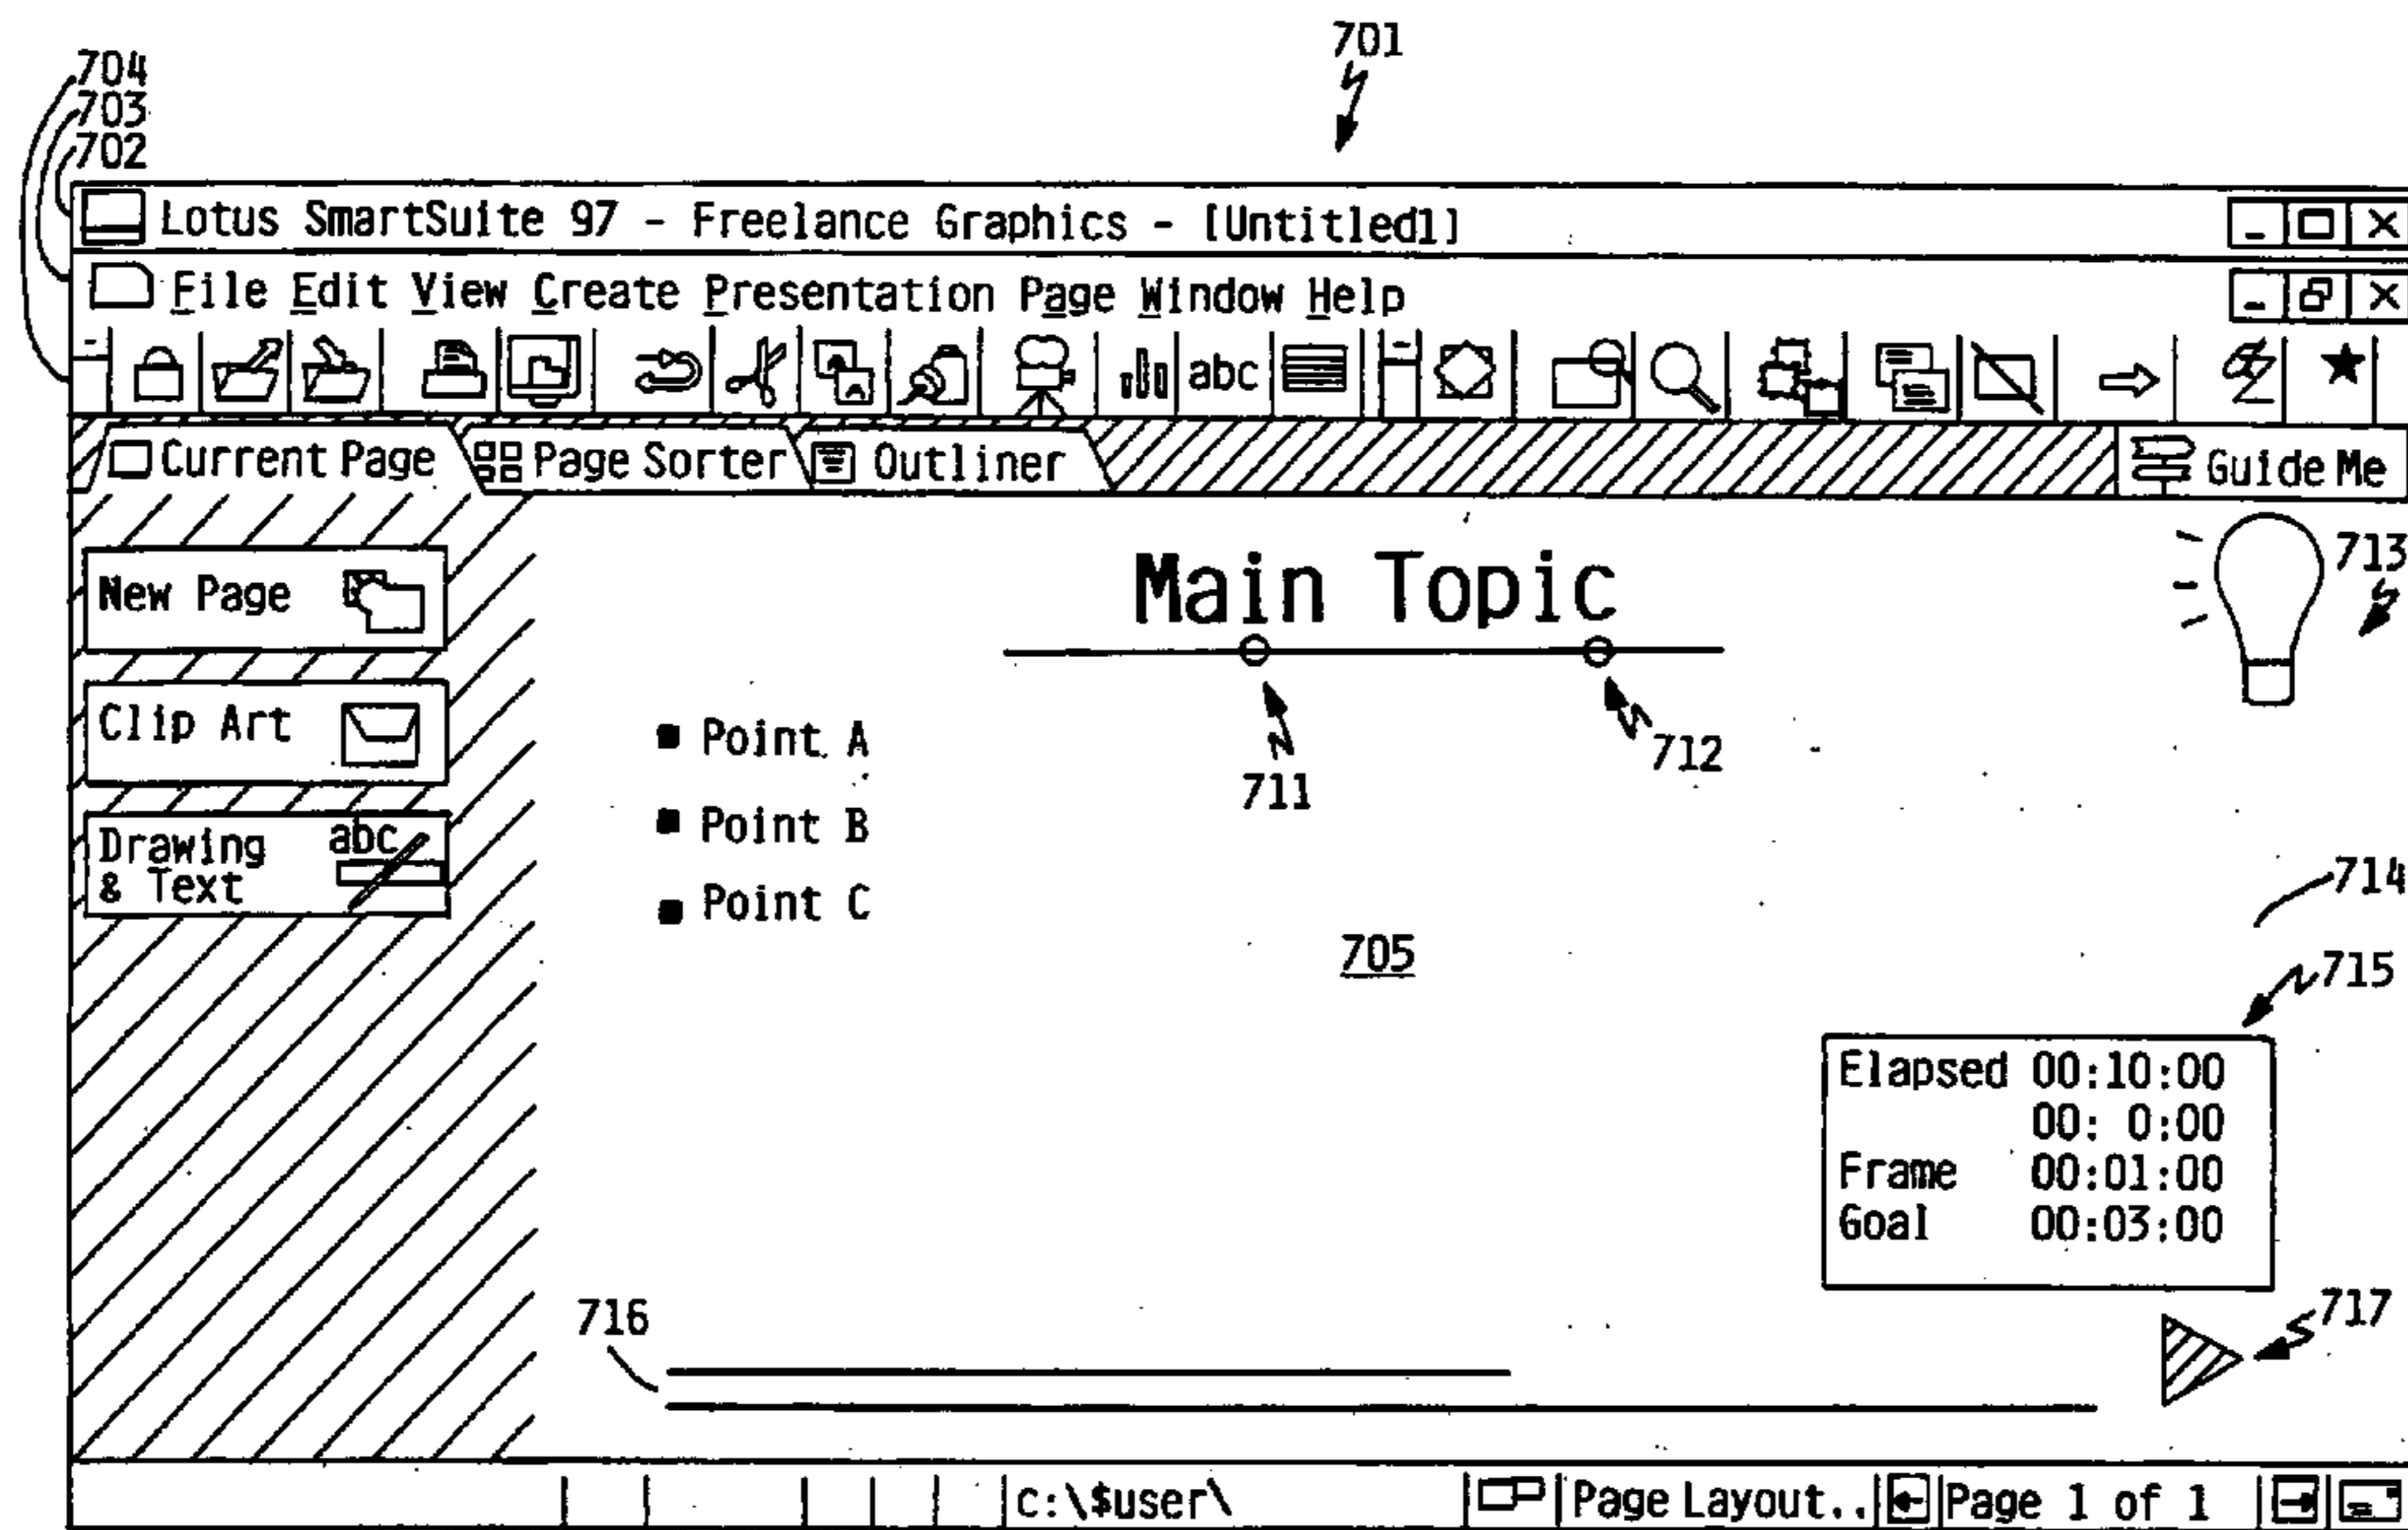 701
704
703
702
Lotus SmartSuite 97 - Freelance Graphics - [Untitled1]
File Edit View Create Presentation Page Window Help
abc
Current Page Page Sorter Outliner Guide Me
Main Topic
713
New Page
Clip Art
Point A
711
712
Drawing & Text abc
Point B
Point C
714
705
715
Elapsed 00:10:00
00: 0:00
Frame 00:01:00
Goal 00:03:00
716
717
c:\$user\ Page Layout.. Page 1 of 1